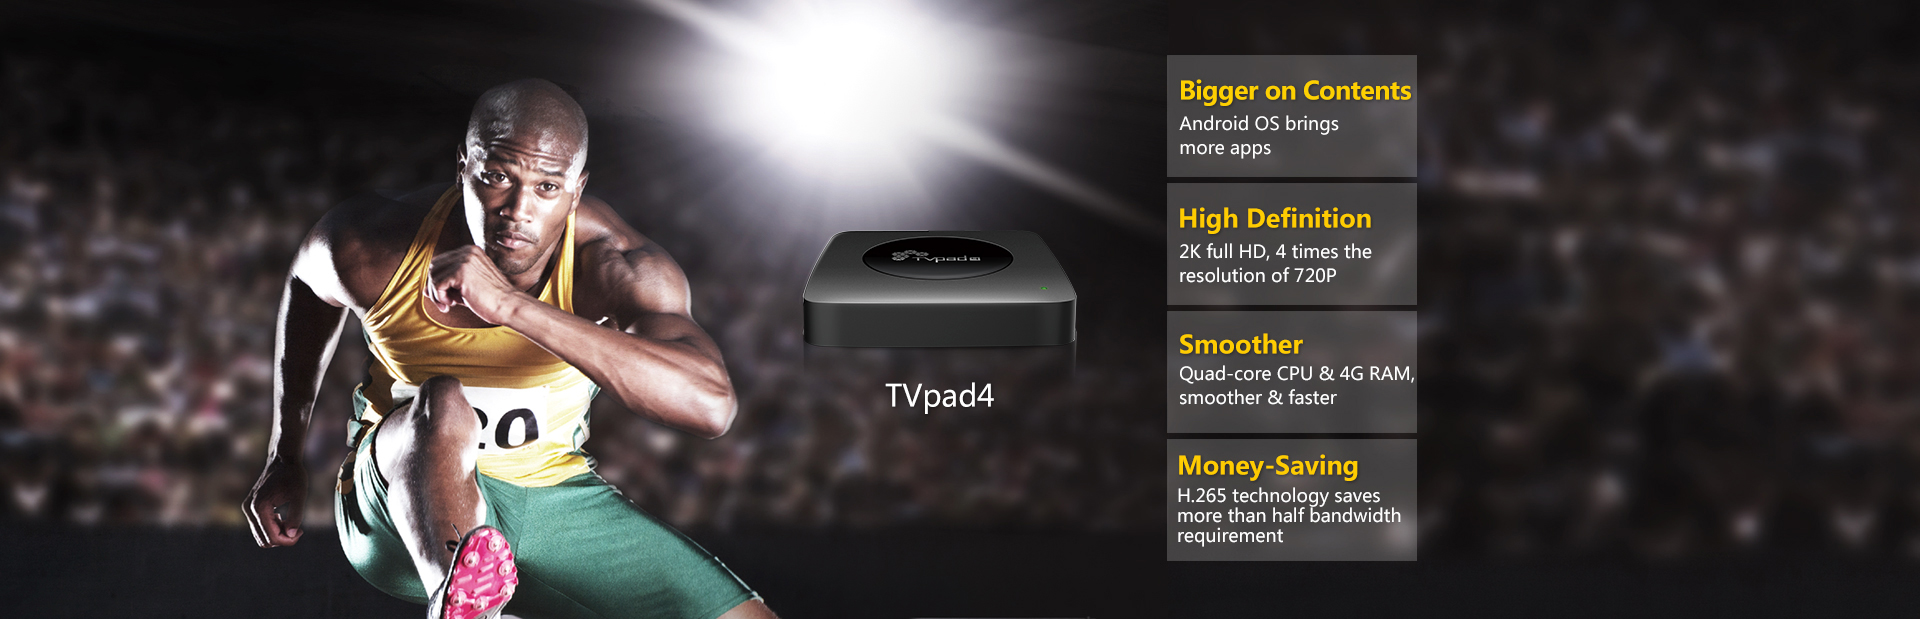 20
TVpad
TVpad4
Bigger on Contents
Android OS brings
more apps
High Definition
2K full HD, 4 times the
resolution of 720P
Smoother
Quad-core CPU & 4G RAM,
smoother & faster
Money-Saving
H.265 technology saves
more than half bandwidth
requirement